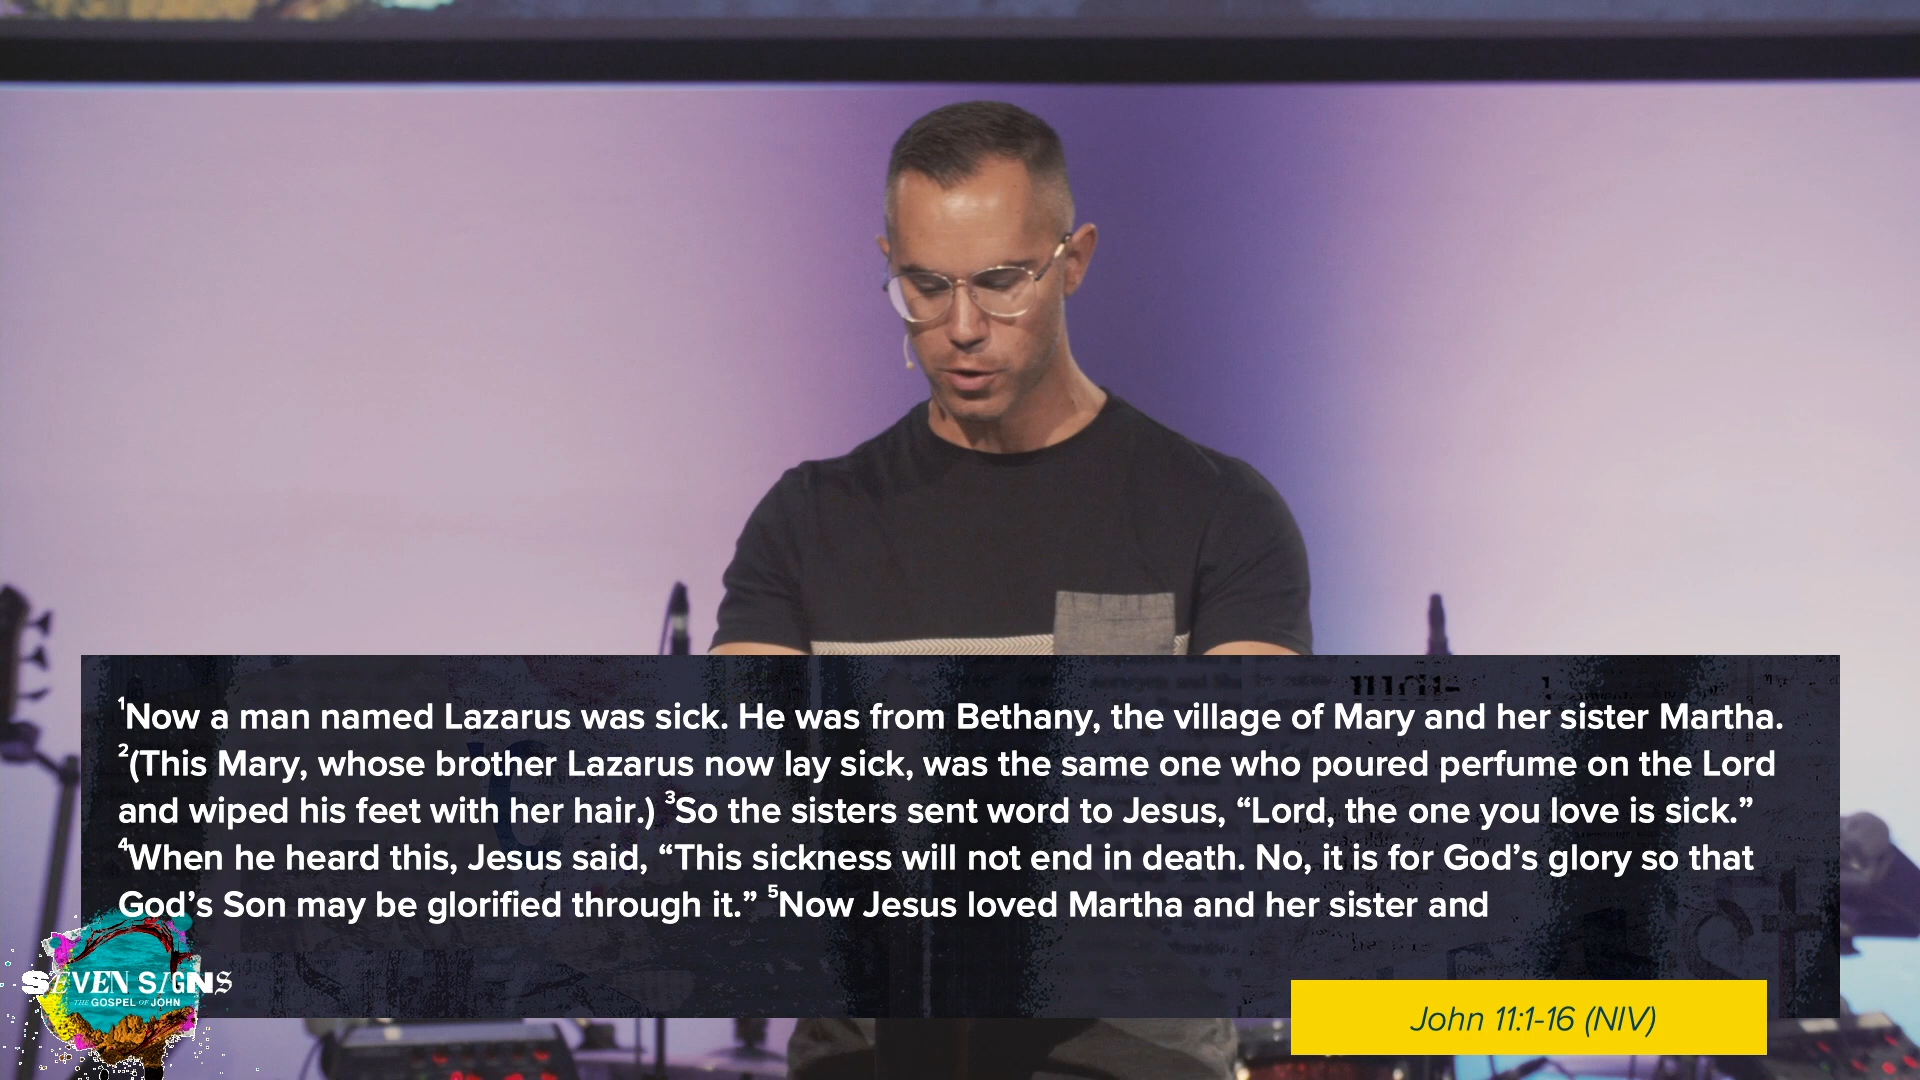 ¹Now a man named Lazarus was sick. He was from Bethany, the village of Mary and her sister Martha.
²(This Mary, whose brother Lazarus now lay sick, was the same one who poured perfume on the Lord
and wiped his feet with her hair.) ³So the sisters sent word to Jesus, “Lord, the one you love is sick.”
⁴When he heard this, Jesus said, “This sickness will not end in death. No, it is for God’s glory so that
God’s Son may be glorified through it.” ⁵Now Jesus loved Martha and her sister and
SEVEN SIGNS
THE GOSPEL OF JOHN
John 11:1-16 (NIV)